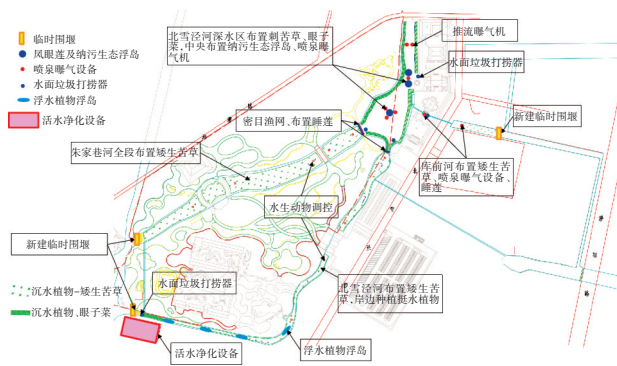 临时围堰
凤眼莲及纳污生态浮岛
喷泉曝气设备
水面垃圾打捞器
浮水植物浮岛
活水净化设备
北雪泾河深水区布置刺苦草、眼子
菜,中央布置纳污生态浮岛、喷泉曝
气机
推流曝气机
水面垃圾打捞器
密目渔网、布置睡莲
新建临时围堰
朱家巷河全段布置矮生苦草
库前河布置矮生苦
草、喷泉曝气设备、
睡莲
水生动物调控
新建临时围堰
沉水植物-矮生苦草
沉水植物、眼子菜
水面垃圾打捞器
北雪泾河布置矮生苦
草、岸边种植挺水植物
活水净化设备
浮水植物浮岛